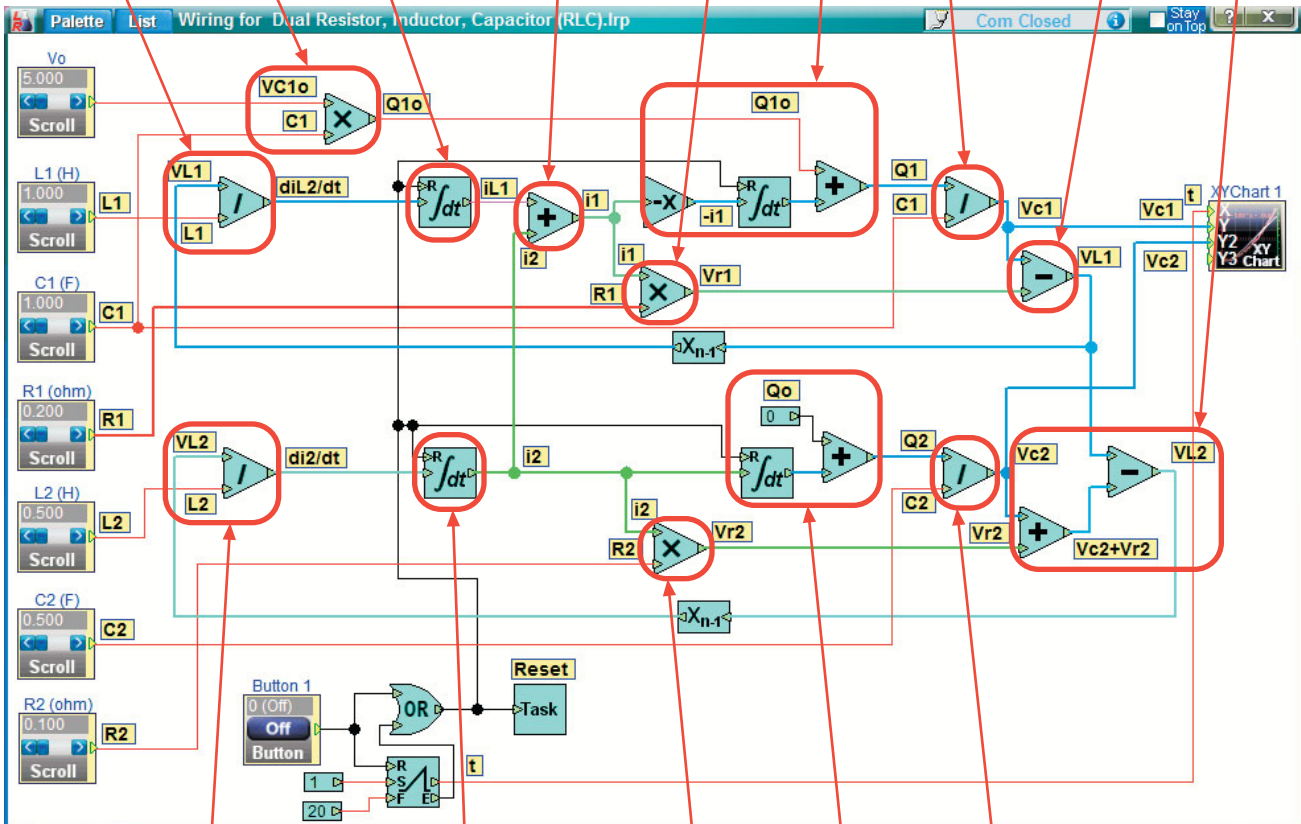 Palette List Wiring for Dual Resistor, Inductor, Capacitor (RLC).lrp Com Closed i Stay on Top ? X
Vo
5.000
Scroll
VC1o
C1
X
Q1o
Q1o
L1 (H)
1.000
Scroll
L1
VL1
L1
/
diL2/dt
R
∫dt
iL1
i2
+
i1
-X
-i1
R
∫dt
+
Q1
C1
/
Vc1
t
Vc1
Vc2
XYChart 1
X
Y
Y2
Y3
XY
Chart
i1
R1
X
Vr1
-
VL1
C1 (F)
1.000
Scroll
C1
Xn-1
R1 (ohm)
0.200
Scroll
R1
Qo
0
VL2
L2
/
di2/dt
R
∫dt
i2
R
∫dt
+
Q2
C2
/
Vc2
-
VL2
L2 (H)
0.500
Scroll
L2
i2
R2
X
Vr2
Vr2
+
Vc2+Vr2
C2 (F)
0.500
Scroll
C2
Xn-1
R2 (ohm)
0.100
Scroll
R2
Button 1
0 (Off)
Off
Button
OR
Reset
Task
1
20
R
S
F
E
t